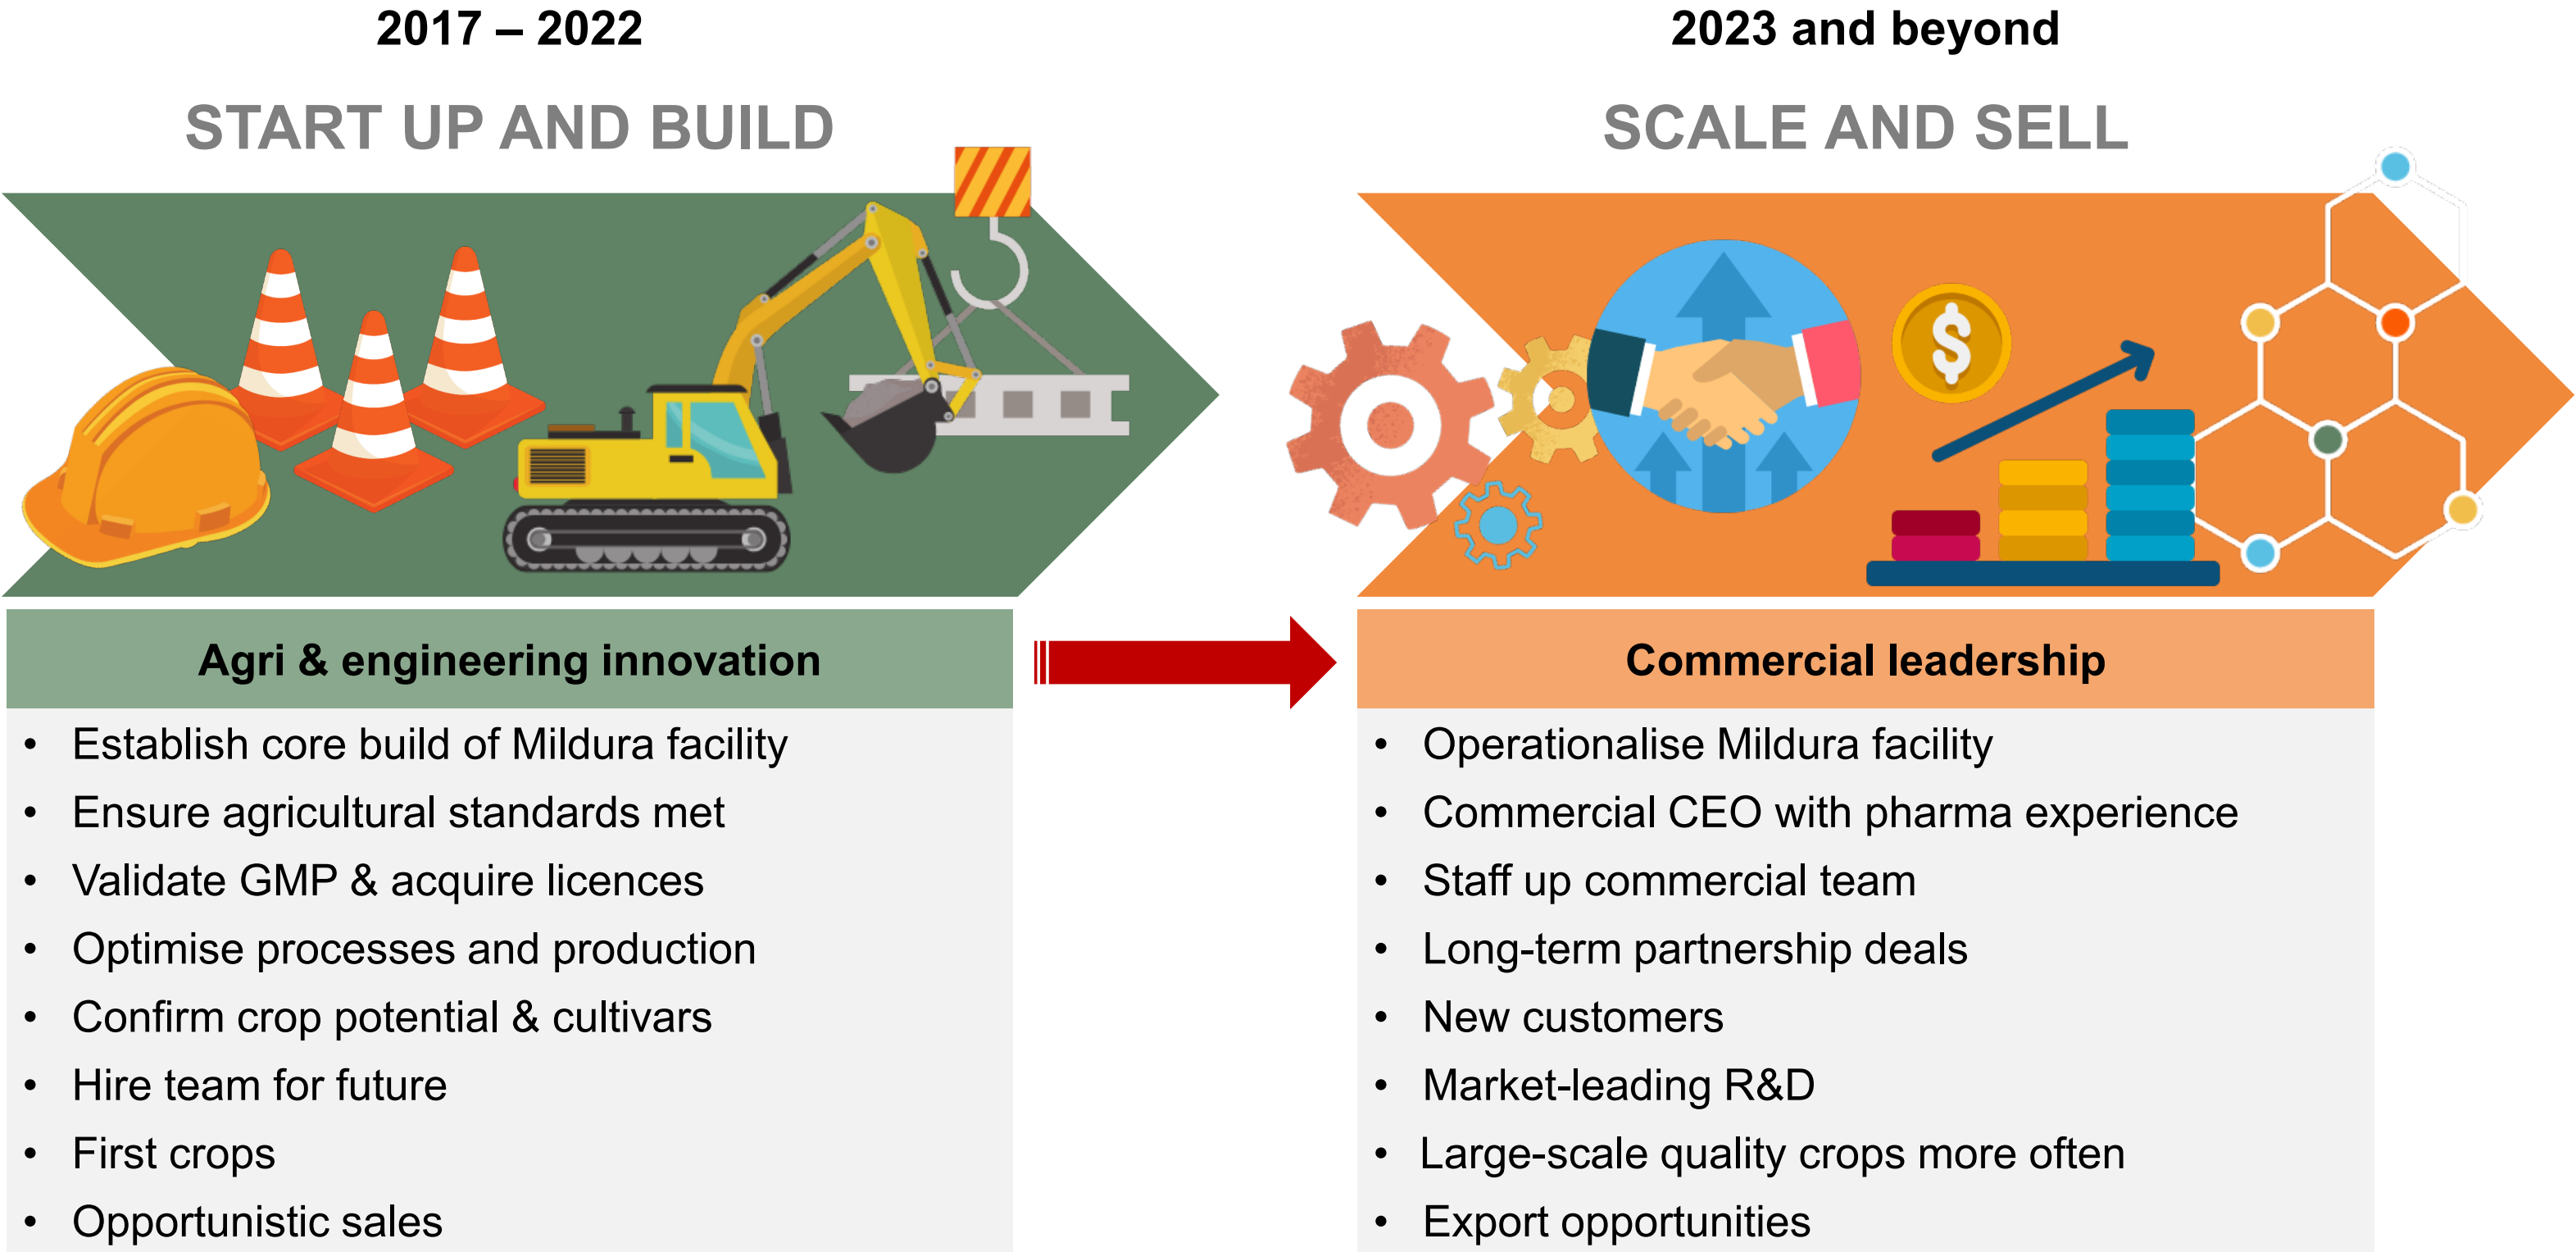 2017 – 2022
START UP AND BUILD
Agri & engineering innovation
• Establish core build of Mildura facility
• Ensure agricultural standards met
• Validate GMP & acquire licences
• Optimise processes and production
• Confirm crop potential & cultivars
• Hire team for future
• First crops
• Opportunistic sales
2023 and beyond
SCALE AND SELL
$
Commercial leadership
• Operationalise Mildura facility
• Commercial CEO with pharma experience
• Staff up commercial team
• Long-term partnership deals
• New customers
• Market-leading R&D
• Large-scale quality crops more often
• Export opportunities